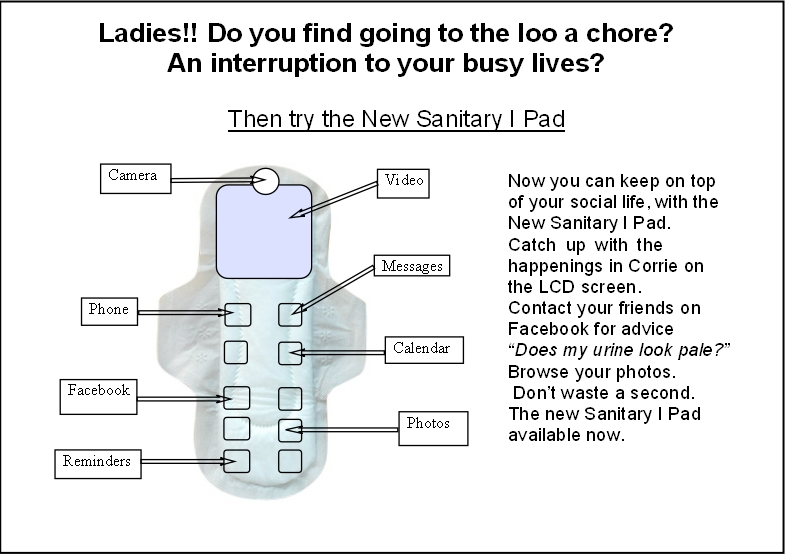 Ladies!! Do you find going to the loo a chore?
An interruption to your busy lives?
Then try the New Sanitary I Pad
Camera
Video
Messages
Phone
Calendar
Facebook
Photos
Reminders
Now you can keep on top
of your social life, with the
New Sanitary I Pad.
Catch up with the
happenings in Corrie on
the LCD screen.
Contact your friends on
Facebook for advice
“Does my urine look pale?”
Browse your photos.
Don’t waste a second.
The new Sanitary I Pad
available now.